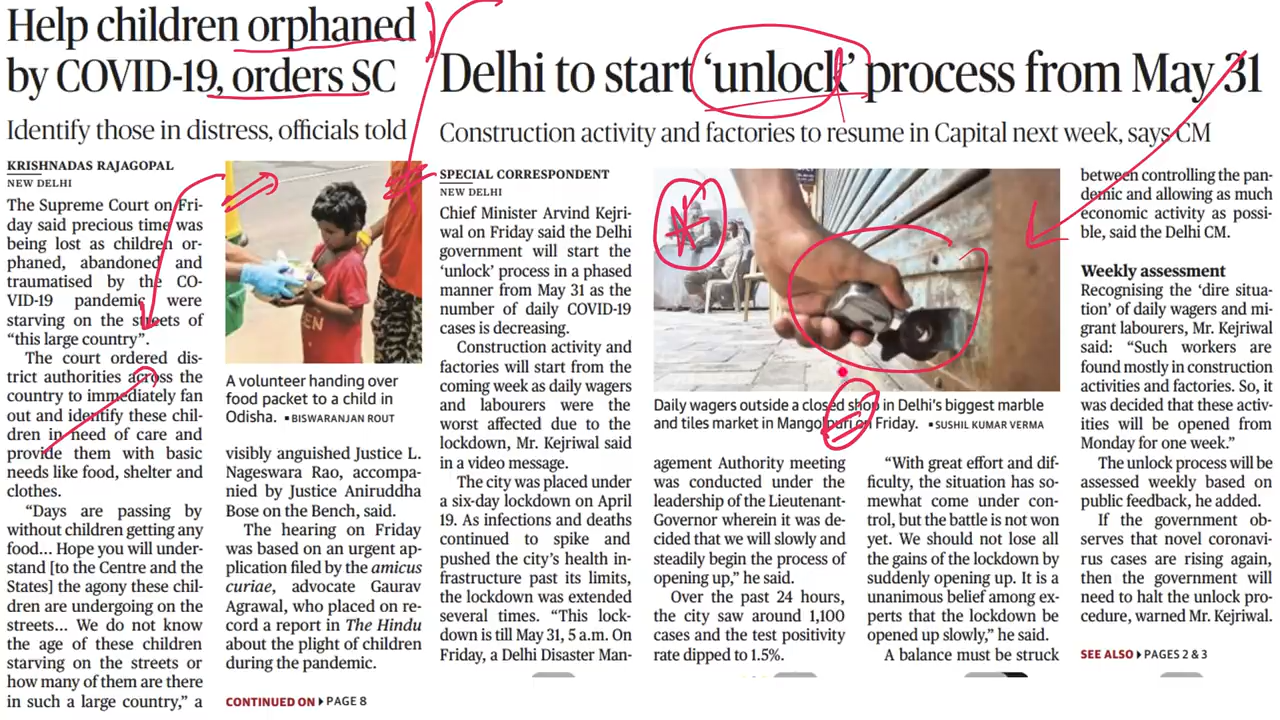 Help children orphaned
by COVID-19, orders SC
Identify those in distress, officials told
KRISHNADAS RAJAGOPAL
NEW DELHI
The Supreme Court on Fri-
day said precious time was
being lost as children or-
phaned, abandoned and
traumatised by the CO-
VID-19 pandemic were
starving on the streets of
“this large country”.
The court ordered dis-
trict authorities across the
country to immediately fan
out and identify these chil-
dren in need of care and
provide them with basic
needs like food, shelter and
clothes.
“Days are passing by
without children getting any
food... Hope you will under-
stand [to the Centre and the
States] the agony these chil-
dren are undergoing on the
streets... We do not know
the age of these children
starving on the streets or
how many of them are there
in such a large country,” a
A volunteer handing over
food packet to a child in
Odisha. ▪BISWARANJAN ROUT
visibly anguished Justice L.
Nageswara Rao, accompa-
nied by Justice Aniruddha
Bose on the Bench, said.
The hearing on Friday
was based on an urgent ap-
plication filed by the amicus
curiae, advocate Gaurav
Agrawal, who placed on re-
cord a report in The Hindu
about the plight of children
during the pandemic.
CONTINUED ON ▶ PAGE 8
Delhi to start ‘unlock’ process from May 31
Construction activity and factories to resume in Capital next week, says CM
SPECIAL CORRESPONDENT
NEW DELHI
Chief Minister Arvind Kejri-
wal on Friday said the Delhi
government will start the
‘unlock’ process in a phased
manner from May 31 as the
number of daily COVID-19
cases is decreasing.
Construction activity and
factories will start from the
coming week as daily wagers
and labourers were the
worst affected due to the
lockdown, Mr. Kejriwal said
in a video message.
The city was placed under
a six-day lockdown on April
19. As infections and deaths
continued to spike and
pushed the city’s health in-
frastructure past its limits,
the lockdown was extended
several times. “This lock-
down is till May 31, 5 a.m. On
Friday, a Delhi Disaster Man-
Daily wagers outside a closed shop in Delhi’s biggest marble
and tiles market in Mangolpuri on Friday. ▪SUSHIL KUMAR VERMA
agement Authority meeting
was conducted under the
leadership of the Lieutenant-
Governor wherein it was de-
cided that we will slowly and
steadily begin the process of
opening up,” he said.
Over the past 24 hours,
the city saw around 1,100
cases and the test positivity
rate dipped to 1.5%.
“With great effort and dif-
ficulty, the situation has so-
mewhat come under con-
trol, but the battle is not won
yet. We should not lose all
the gains of the lockdown by
suddenly opening up. It is a
unanimous belief among ex-
perts that the lockdown be
opened up slowly,” he said.
A balance must be struck
between controlling the pan-
demic and allowing as much
economic activity as possi-
ble, said the Delhi CM.
Weekly assessment
Recognising the ‘dire situa-
tion’ of daily wagers and mi-
grant labourers, Mr. Kejriwal
said: “Such workers are
found mostly in construction
activities and factories. So, it
was decided that these activ-
ities will be opened from
Monday for one week.”
The unlock process will be
assessed weekly based on
public feedback, he added.
If the government ob-
serves that novel coronavi-
rus cases are rising again,
then the government will
need to halt the unlock pro-
cedure, warned Mr. Kejriwal.
SEE ALSO ▶ PAGES 2 & 3